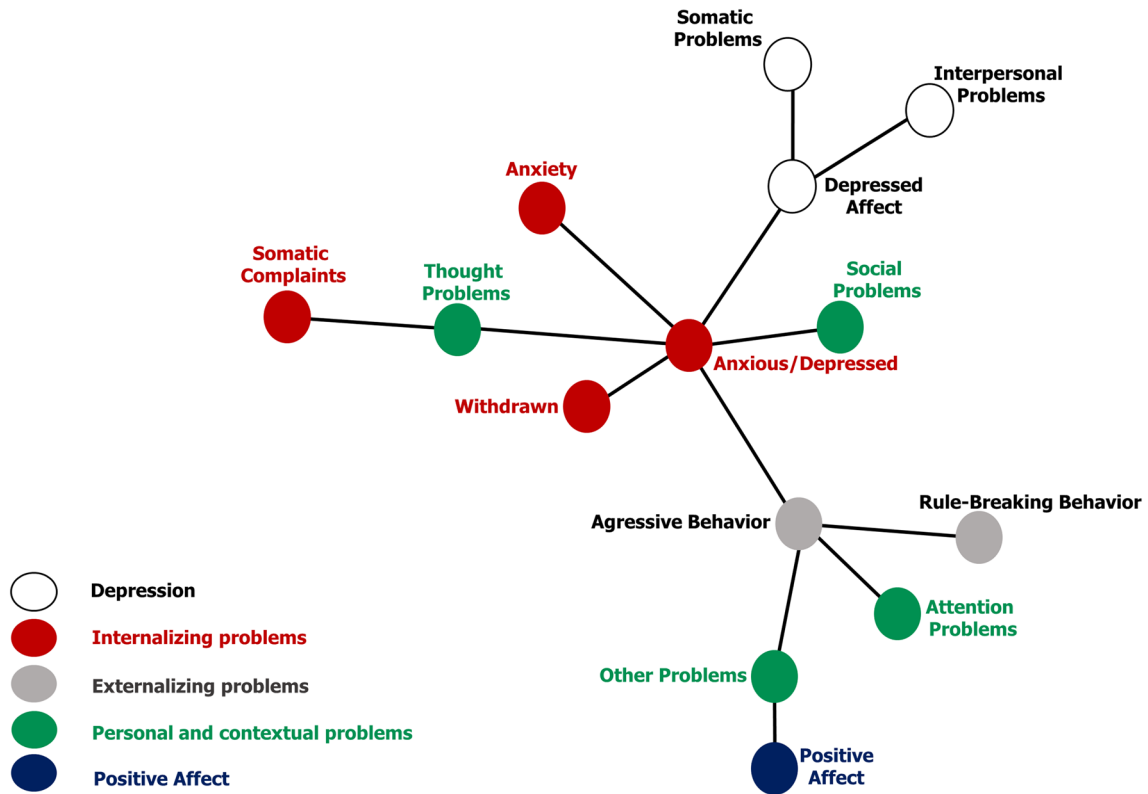 Somatic
Problems
Interpersonal
Problems
Anxiety
Depressed
Affect
Somatic
Complaints
Thought
Problems
Social
Problems
Anxious/Depressed
Withdrawn
Rule-Breaking Behavior
Agressive Behavior
Depression
Attention
Problems
Internalizing problems
Other Problems
Externalizing problems
Personal and contextual problems
Positive
Affect
Positive Affect